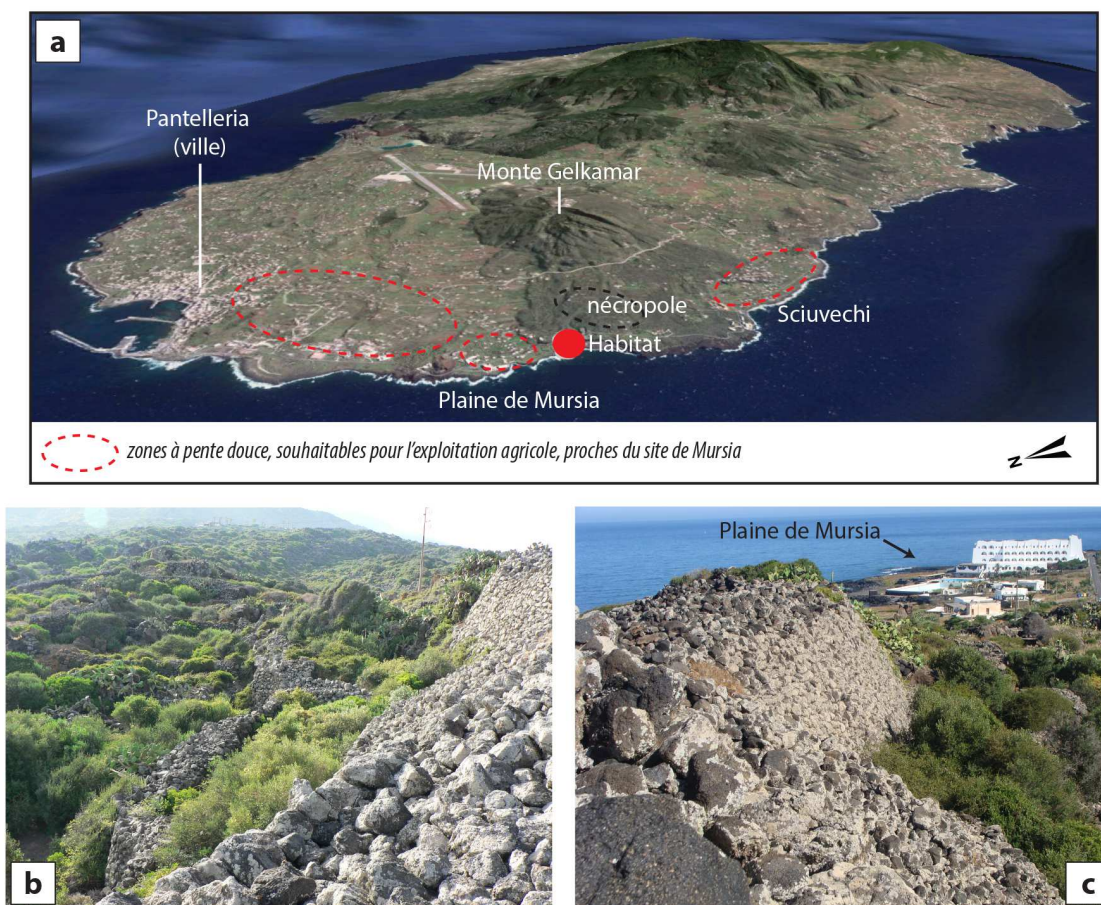 a
Pantelleria
(ville)
Monte Gelkamar
nécropole
Sciuvechi
Habitat
Plaine de Mursia
zones à pente douce, souhaitables pour l'exploitation agricole, proches du site de Mursia
N
Plaine de Mursia
b
c